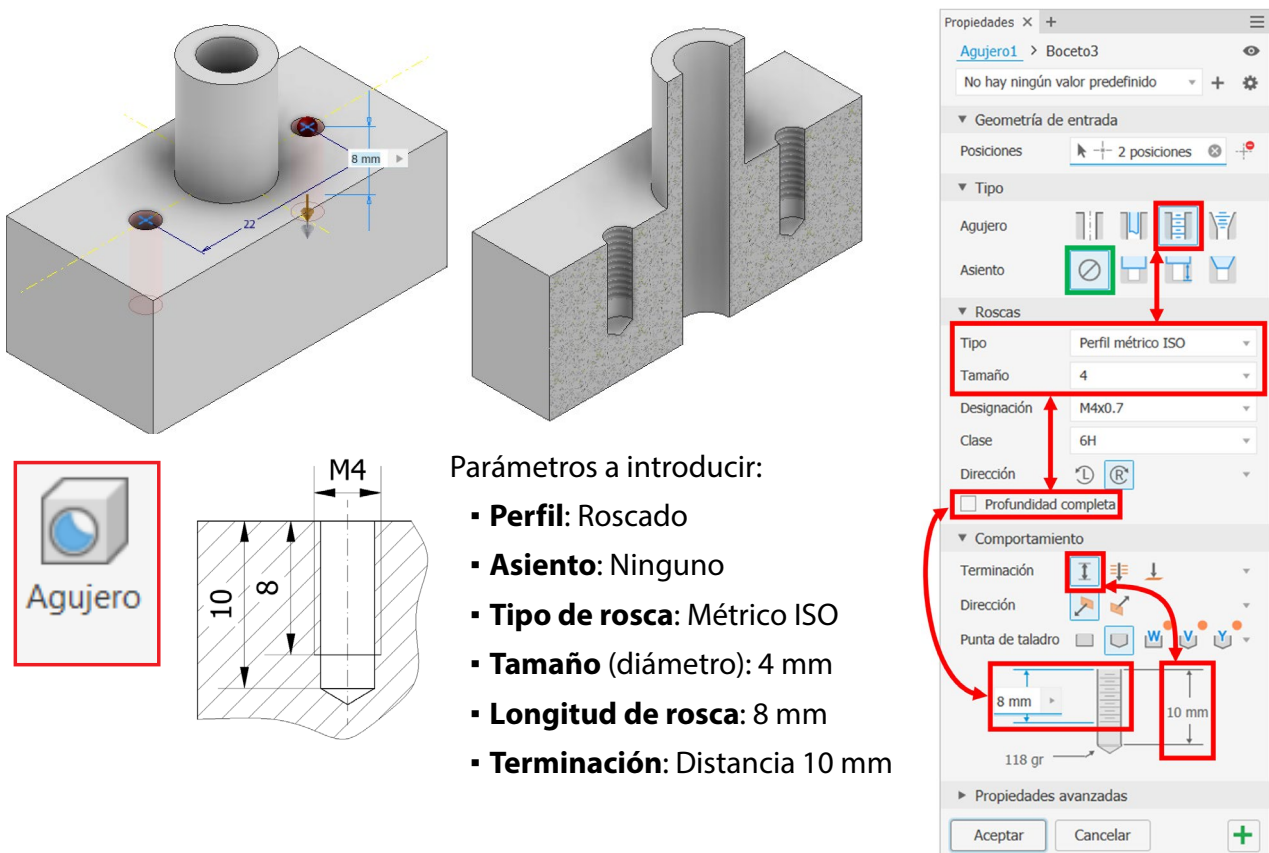 8 mm
22
Agujero
M4
10
8
Parámetros a introducir:
▪ Perfil: Roscado
▪ Asiento: Ninguno
▪ Tipo de rosca: Métrico ISO
▪ Tamaño (diámetro): 4 mm
▪ Longitud de rosca: 8 mm
▪ Terminación: Distancia 10 mm
Propiedades × +
Agujero1 > Boceto3
No hay ningún valor predefinido
Geometría de entrada
Posiciones 2 posiciones
Tipo
Agujero
Asiento
Roscas
Tipo Perfil métrico ISO
Tamaño 4
Designación M4x0.7
Clase 6H
Dirección L R
Profundidad completa
Comportamiento
Terminación
Dirección
Punta de taladro W V Y
8 mm
10 mm
118 gr
Propiedades avanzadas
Aceptar Cancelar +